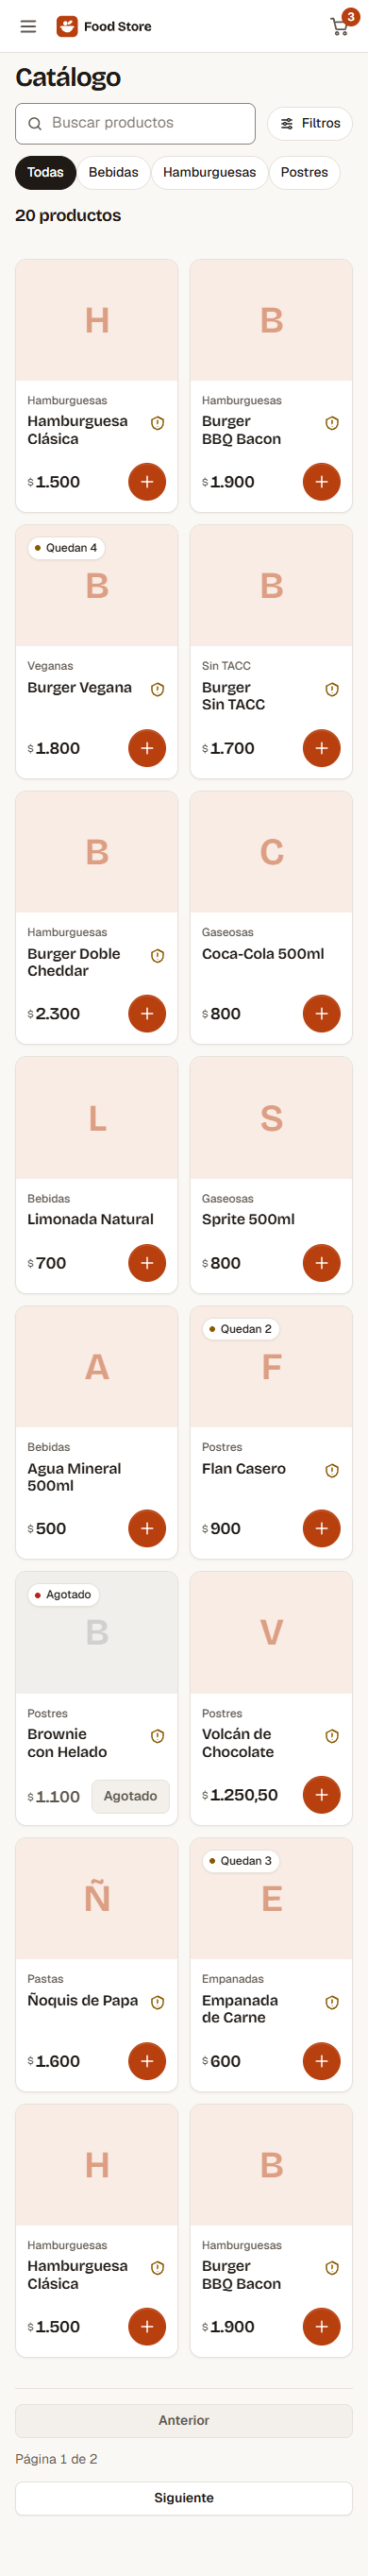 Food Store
3
Catálogo
Buscar productos
Filtros
Todas
Bebidas
Hamburguesas
Postres
20 productos
H
Hamburguesas
Hamburguesa
Clásica
$ 1.500
B
Hamburguesas
Burger
BBQ Bacon
$ 1.900
Quedan 4
B
Veganas
Burger Vegana
$ 1.800
B
Sin TACC
Burger
Sin TACC
$ 1.700
B
Hamburguesas
Burger Doble
Cheddar
$ 2.300
C
Gaseosas
Coca-Cola 500ml
$ 800
L
Bebidas
Limonada Natural
$ 700
S
Gaseosas
Sprite 500ml
$ 800
A
Bebidas
Agua Mineral
500ml
$ 500
Quedan 2
F
Postres
Flan Casero
$ 900
Agotado
B
Postres
Brownie
con Helado
$ 1.100
Agotado
V
Postres
Volcán de
Chocolate
$ 1.250,50
Ñ
Pastas
Ñoquis de Papa
$ 1.600
Quedan 3
E
Empanadas
Empanada
de Carne
$ 600
H
Hamburguesas
Hamburguesa
Clásica
$ 1.500
B
Hamburguesas
Burger
BBQ Bacon
$ 1.900
Anterior
Página 1 de 2
Siguiente